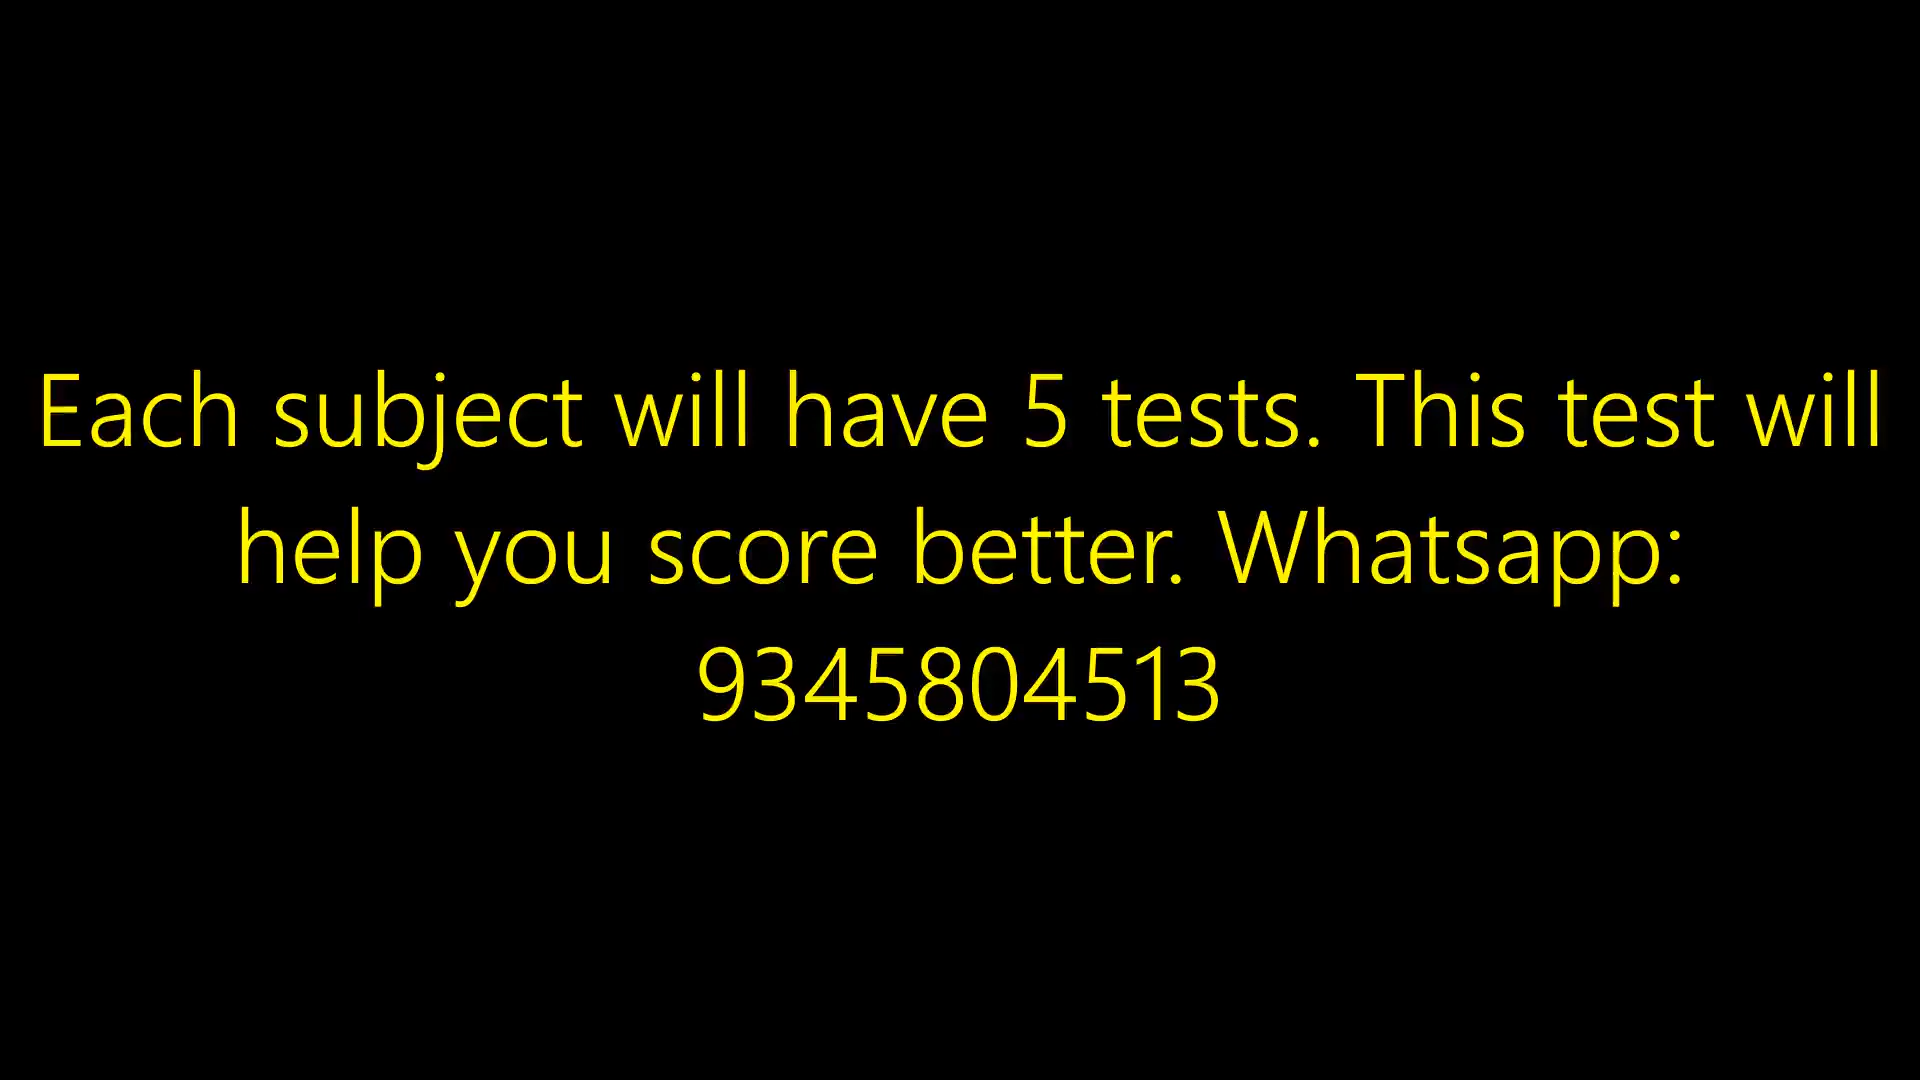 Each subject will have 5 tests. This test will
help you score better. Whatsapp:
9345804513